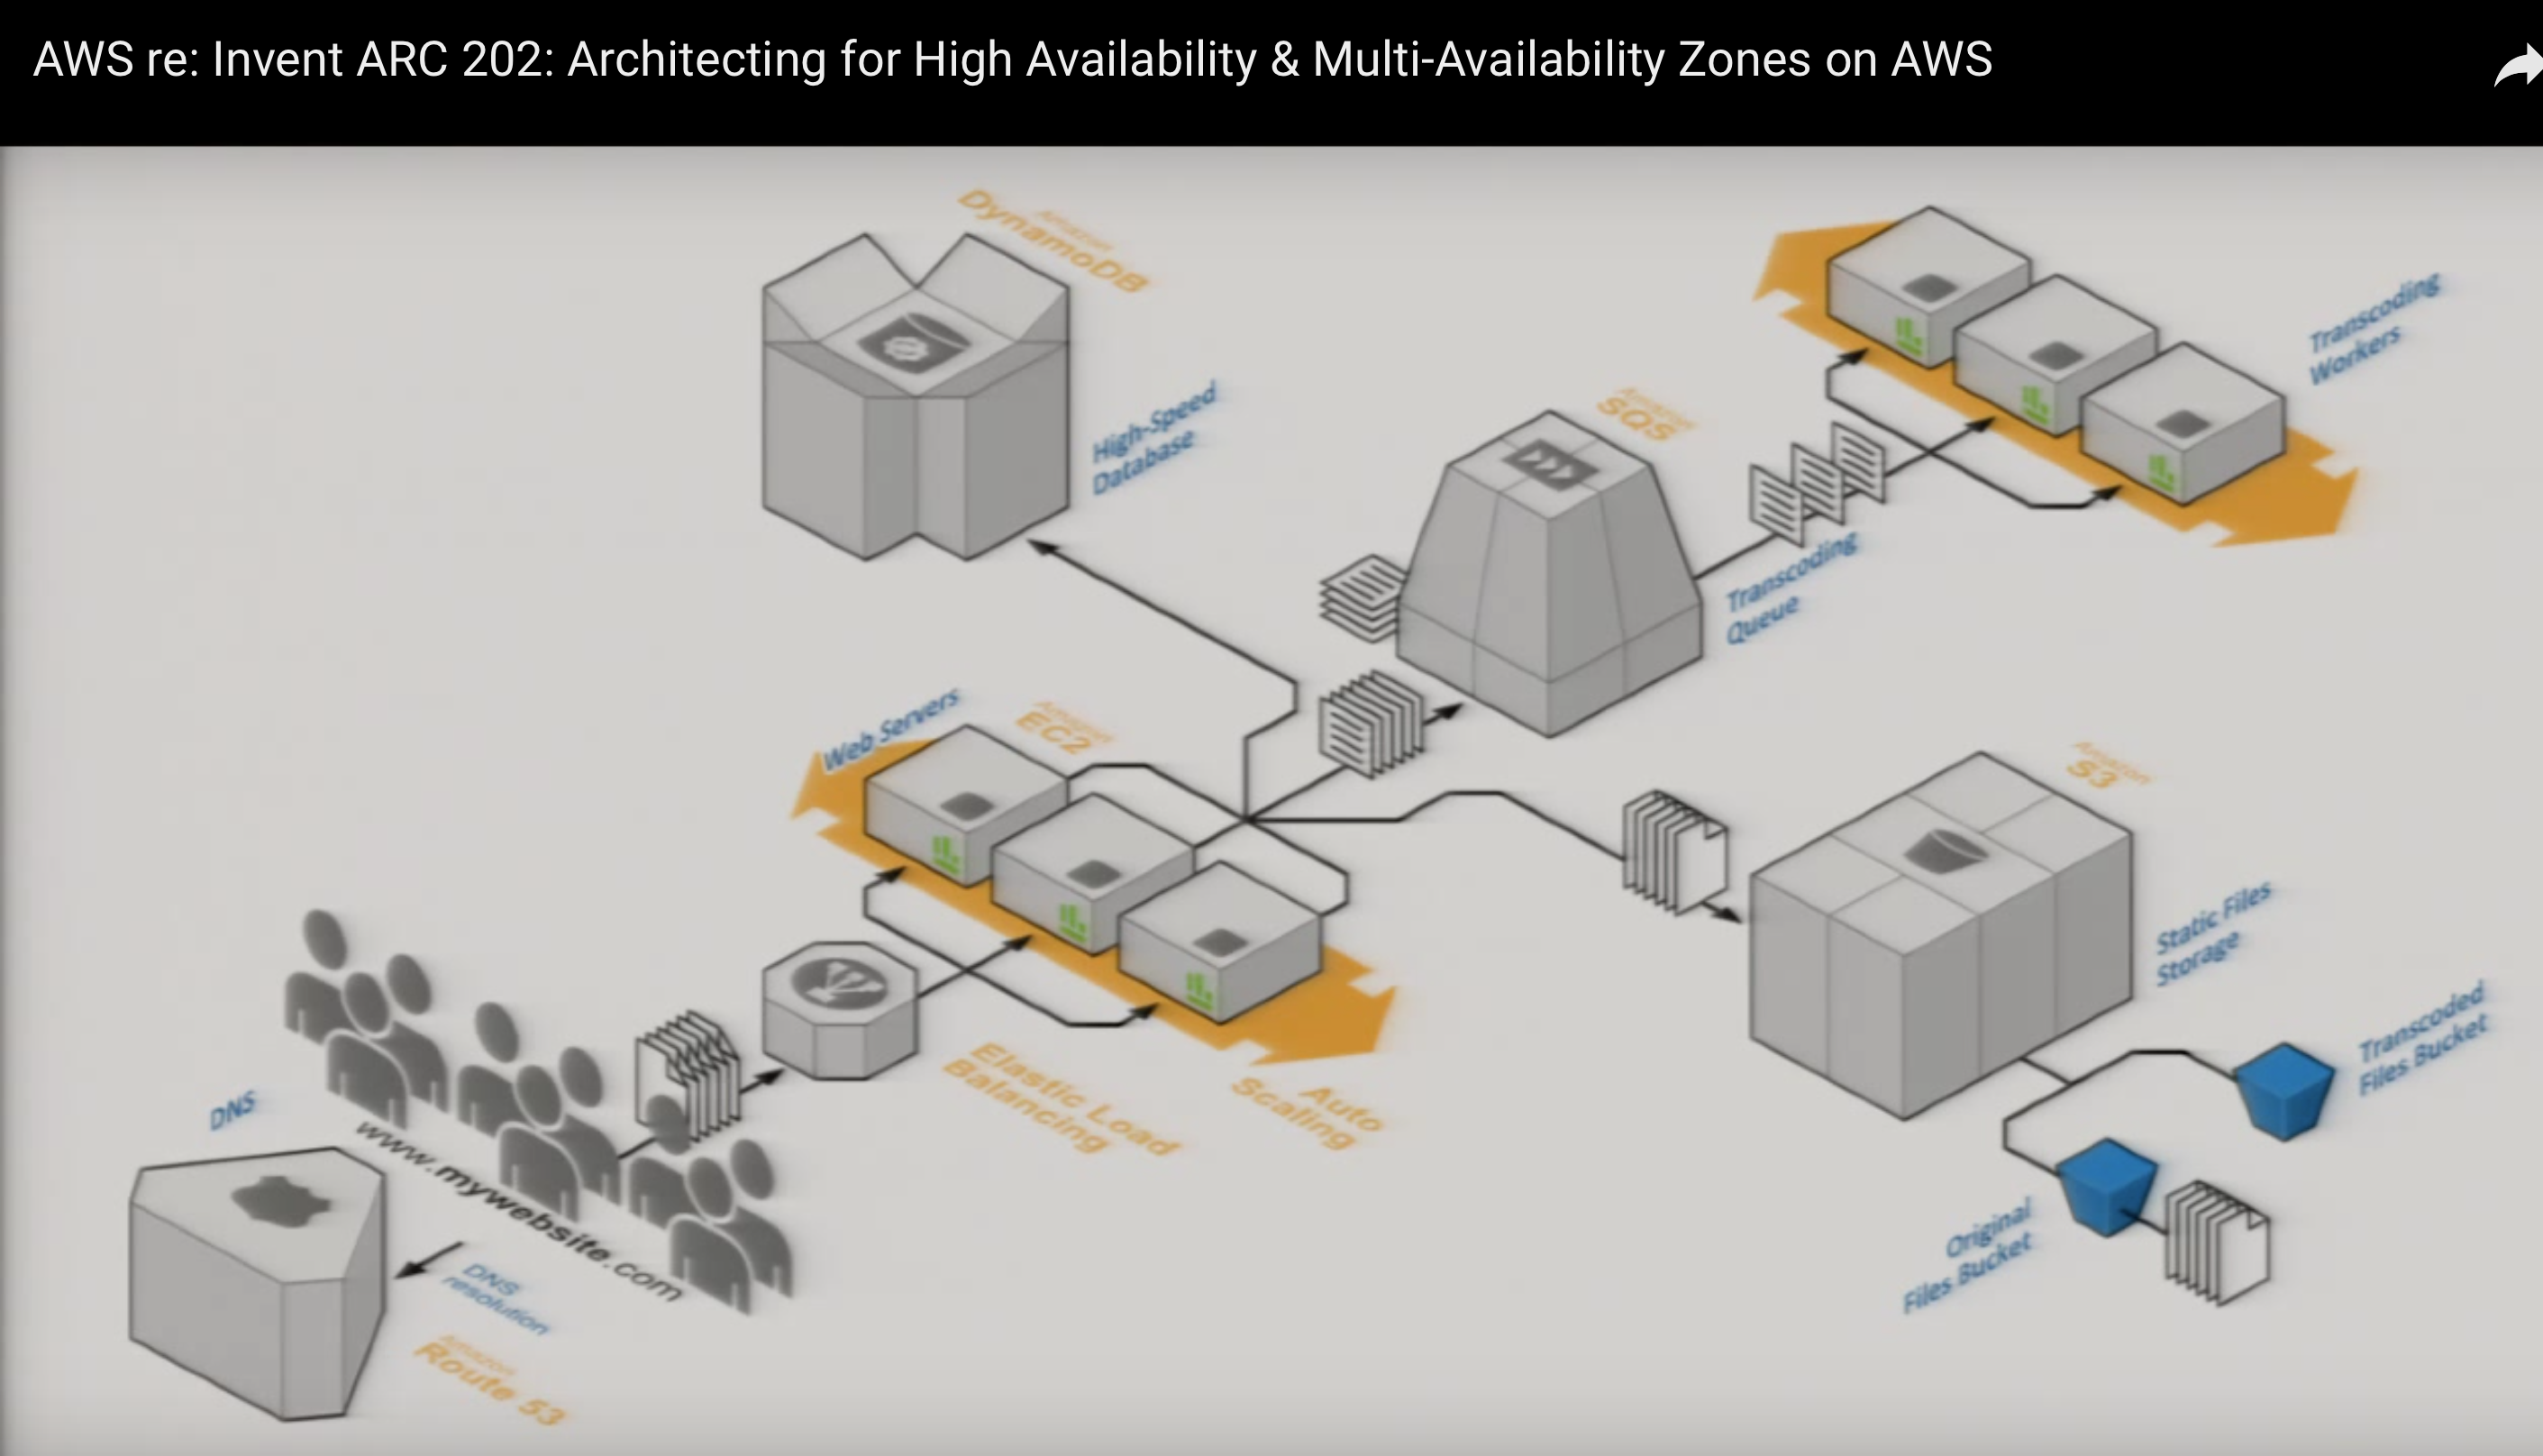 AWS re: Invent ARC 202: Architecting for High Availability & Multi-Availability Zones on AWS
Amazon
DynamoDB
High-Speed
Database
Transcoding
Workers
Amazon
SQS
Transcoding
Queue
Web Servers
Amazon
EC2
Amazon
S3
Static Files
Storage
Transcoded
Files Bucket
Original
Files Bucket
Elastic Load
Balancing
Auto
Scaling
DNS
www.mywebsite.com
DNS
resolution
Amazon
Route 53